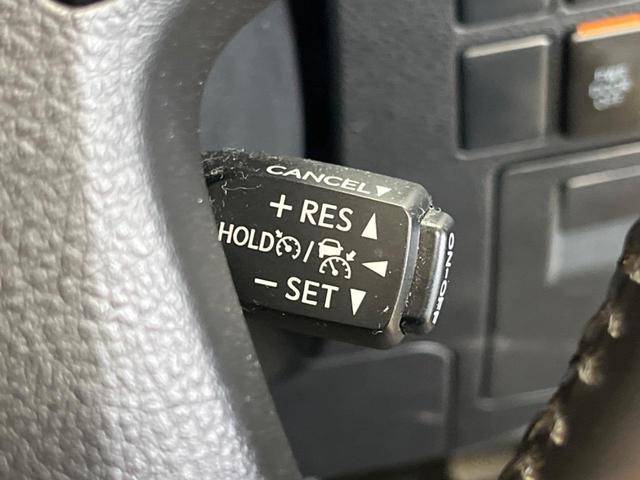 CANCEL▼
+ RES ▲
HOLD / ◀
− SET ▼
ON-OFF